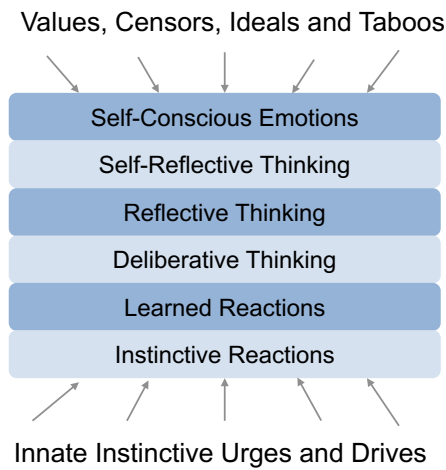 Values, Censors, Ideals and Taboos
Self-Conscious Emotions
Self-Reflective Thinking
Reflective Thinking
Deliberative Thinking
Learned Reactions
Instinctive Reactions
Innate Instinctive Urges and Drives